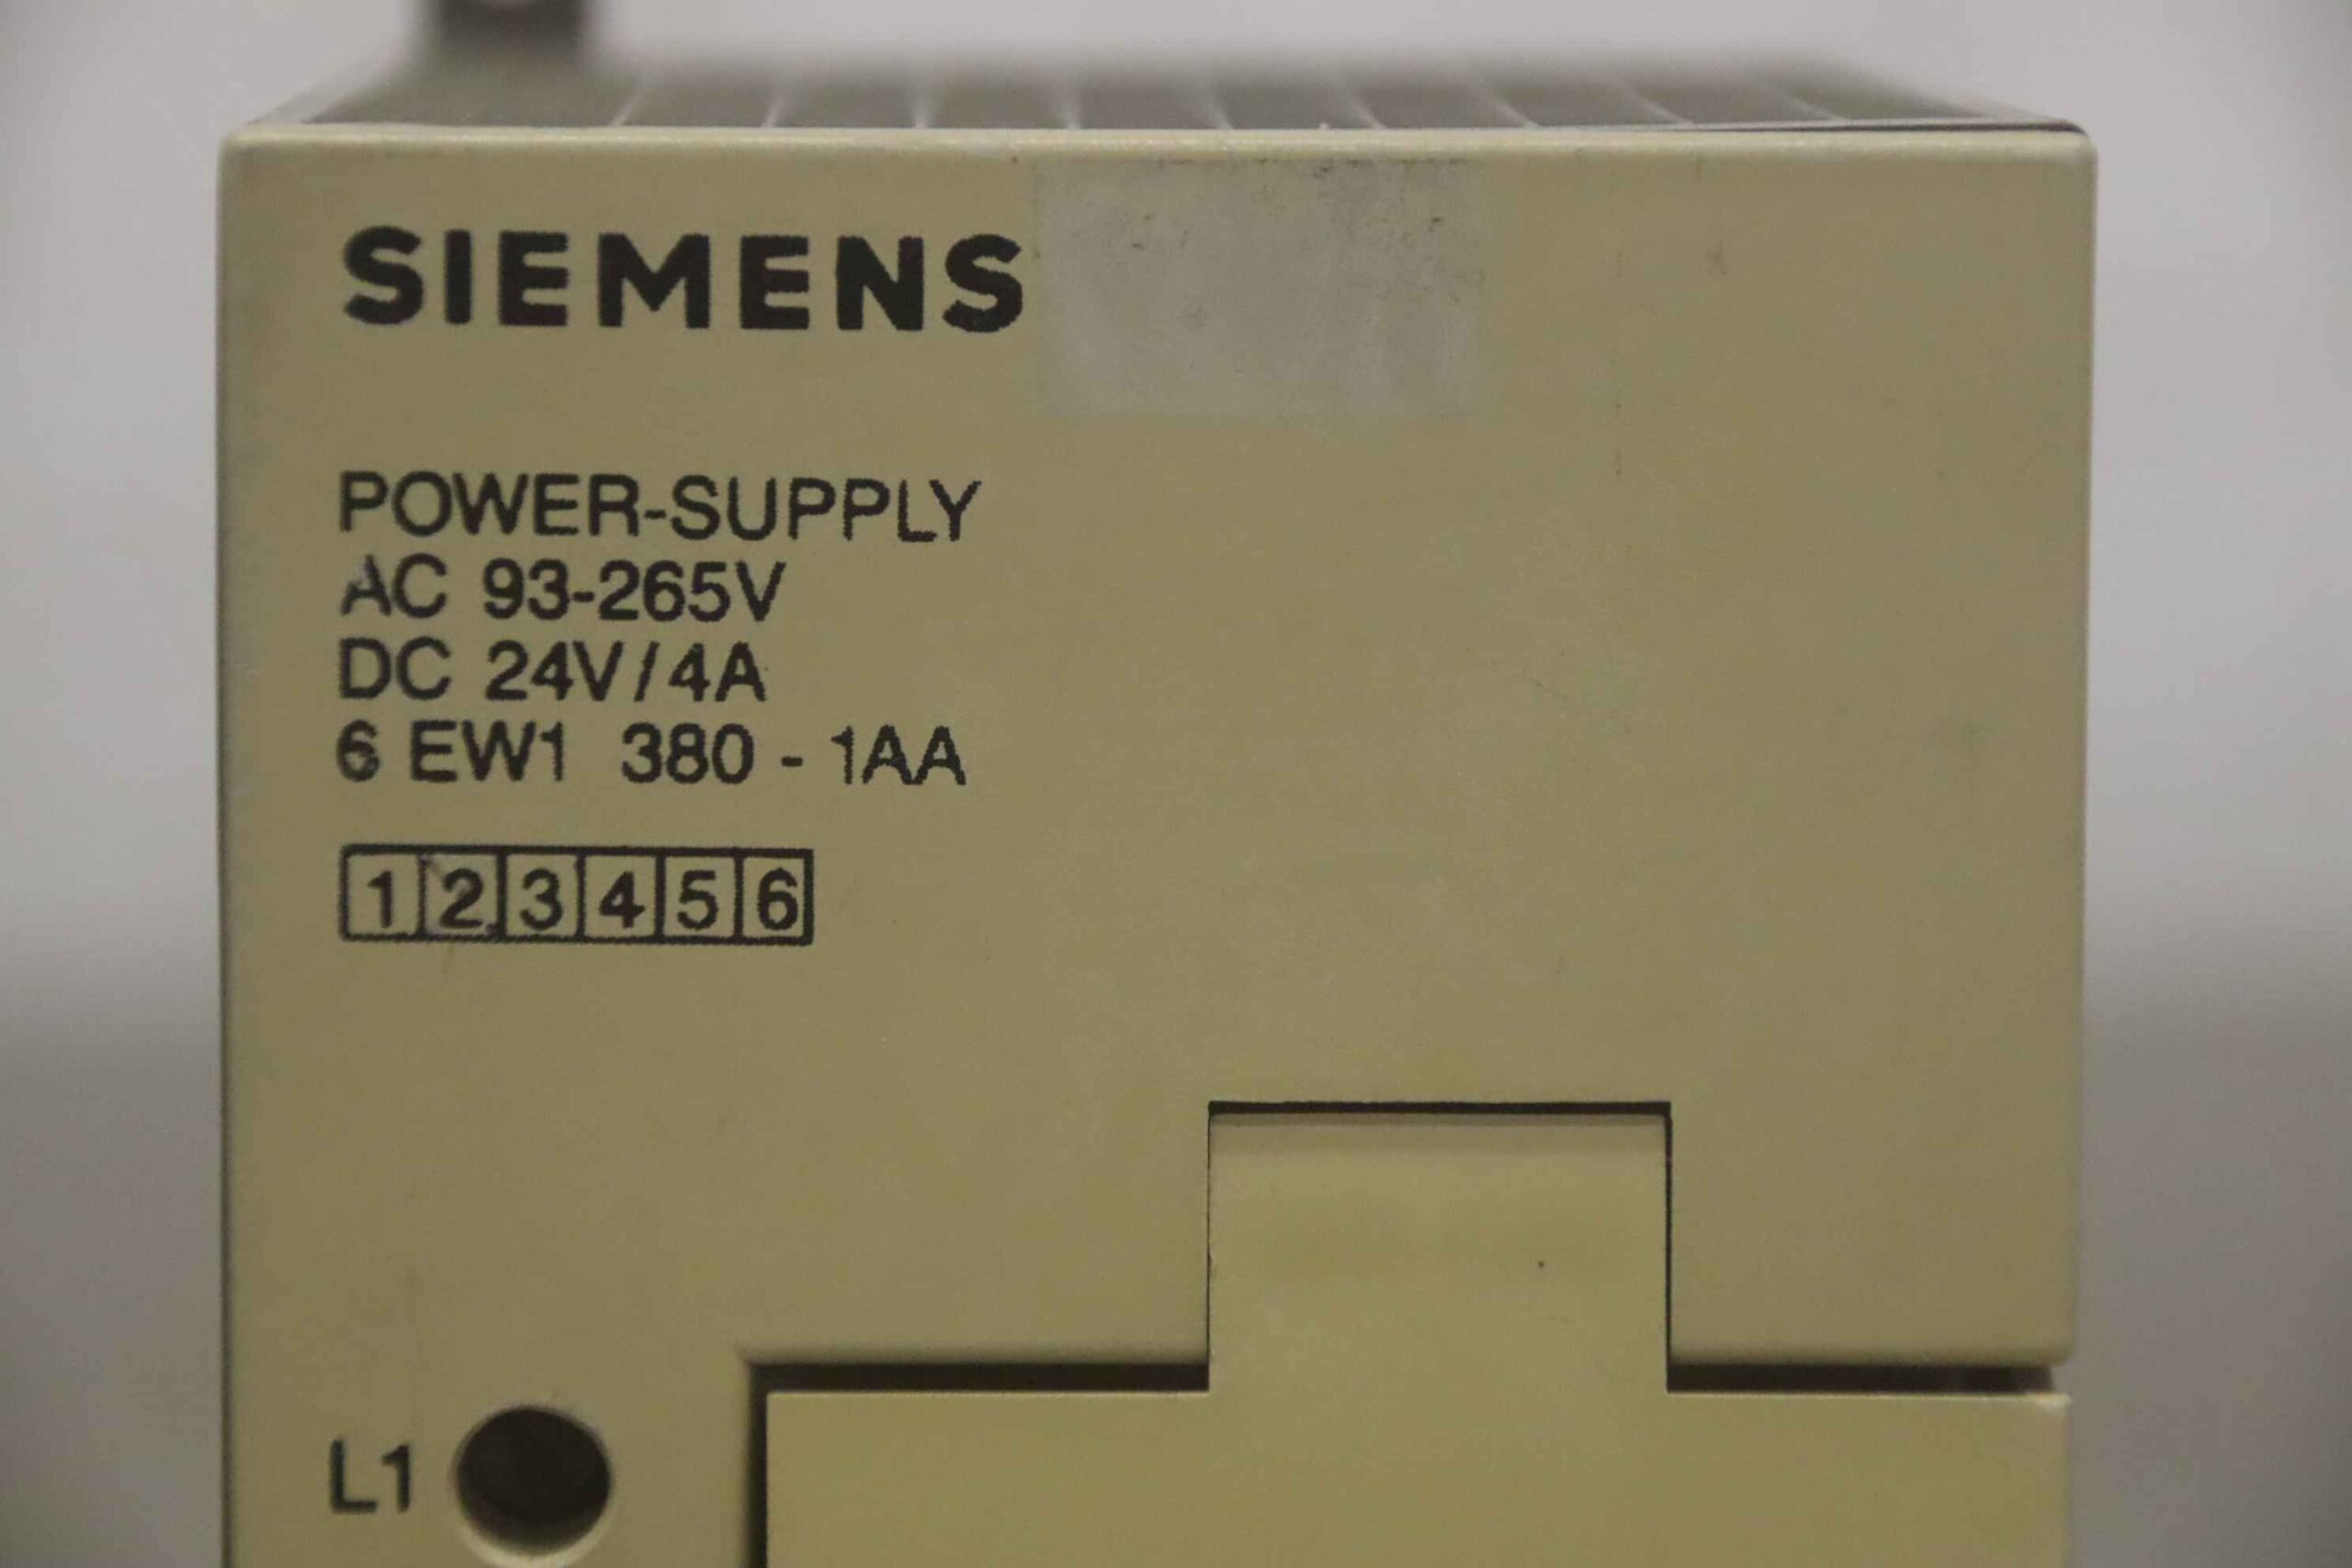 SIEMENS
POWER-SUPPLY
AC 93-265V
DC 24V/4A
6 EW1 380 - 1AA
1 2 3 4 5 6
L1